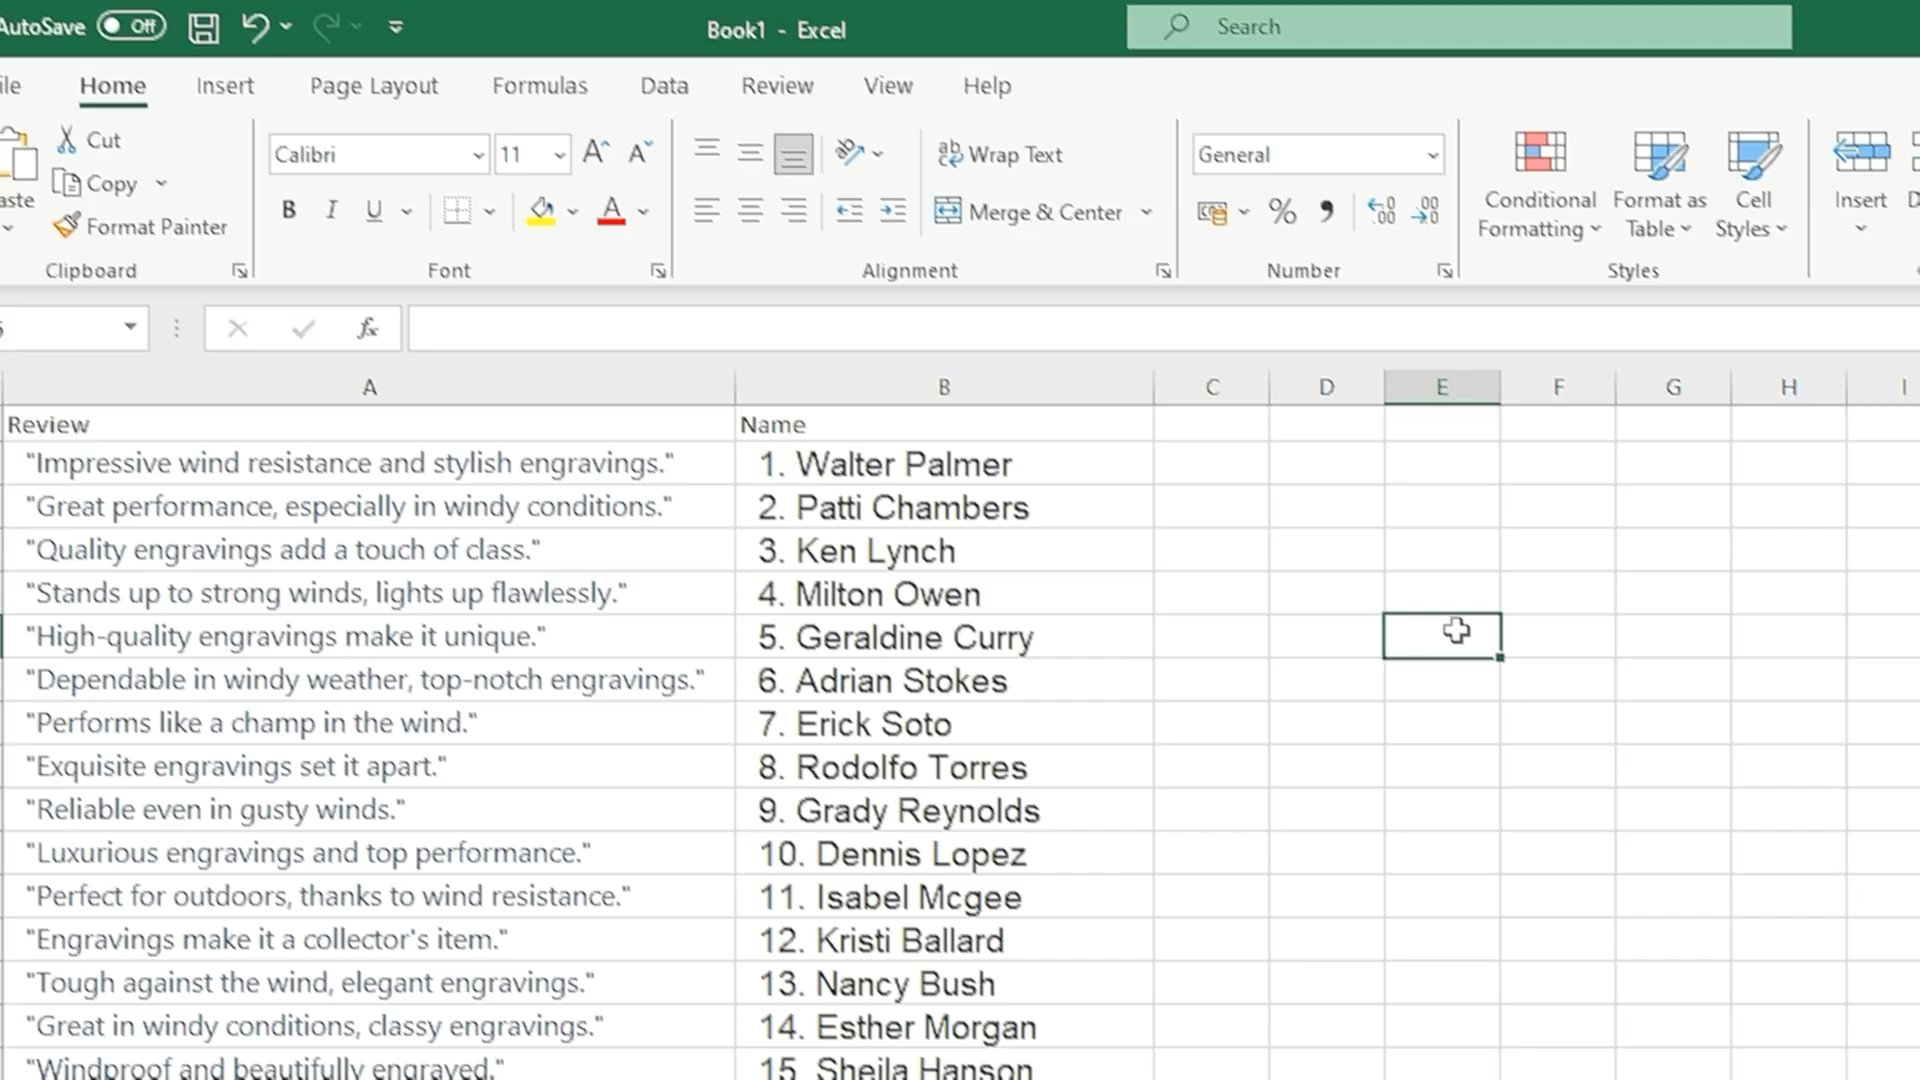 AutoSave Off Book1 - Excel Search
ile Home Insert Page Layout Formulas Data Review View Help
Cut
Copy
Format Painter
aste
Clipboard
Calibri 11
B I U
Font
Wrap Text
Merge & Center
Alignment
General
Number
Conditional Formatting
Format as Table
Cell Styles
Styles
Insert
A B C D E F G H I
Review Name
"Impressive wind resistance and stylish engravings." 1. Walter Palmer
"Great performance, especially in windy conditions." 2. Patti Chambers
"Quality engravings add a touch of class." 3. Ken Lynch
"Stands up to strong winds, lights up flawlessly." 4. Milton Owen
"High-quality engravings make it unique." 5. Geraldine Curry
"Dependable in windy weather, top-notch engravings." 6. Adrian Stokes
"Performs like a champ in the wind." 7. Erick Soto
"Exquisite engravings set it apart." 8. Rodolfo Torres
"Reliable even in gusty winds." 9. Grady Reynolds
"Luxurious engravings and top performance." 10. Dennis Lopez
"Perfect for outdoors, thanks to wind resistance." 11. Isabel Mcgee
"Engravings make it a collector's item." 12. Kristi Ballard
"Tough against the wind, elegant engravings." 13. Nancy Bush
"Great in windy conditions, classy engravings." 14. Esther Morgan
"Windproof and beautifully engraved." 15. Sheila Hanson